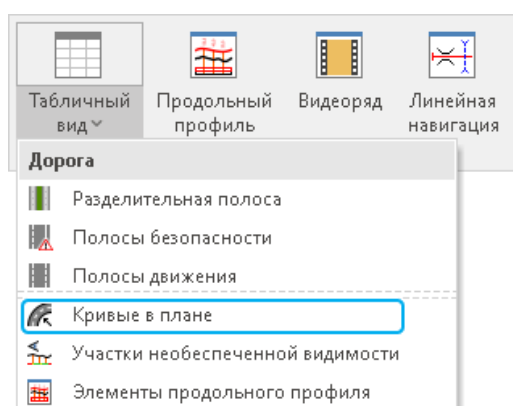 Табличный вид
Продольный профиль
Видеоряд
Линейная навигация
Дорога
Разделительная полоса
Полосы безопасности
Полосы движения
Кривые в плане
Участки необеспеченной видимости
Элементы продольного профиля